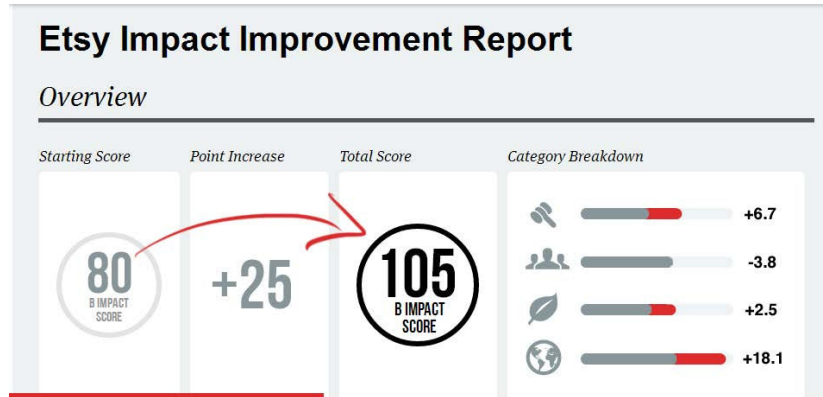 Etsy Impact Improvement Report
Overview
Starting Score
Point Increase
Total Score
Category Breakdown
80
B IMPACT
SCORE
+25
105
B IMPACT
SCORE
+6.7
-3.8
+2.5
+18.1